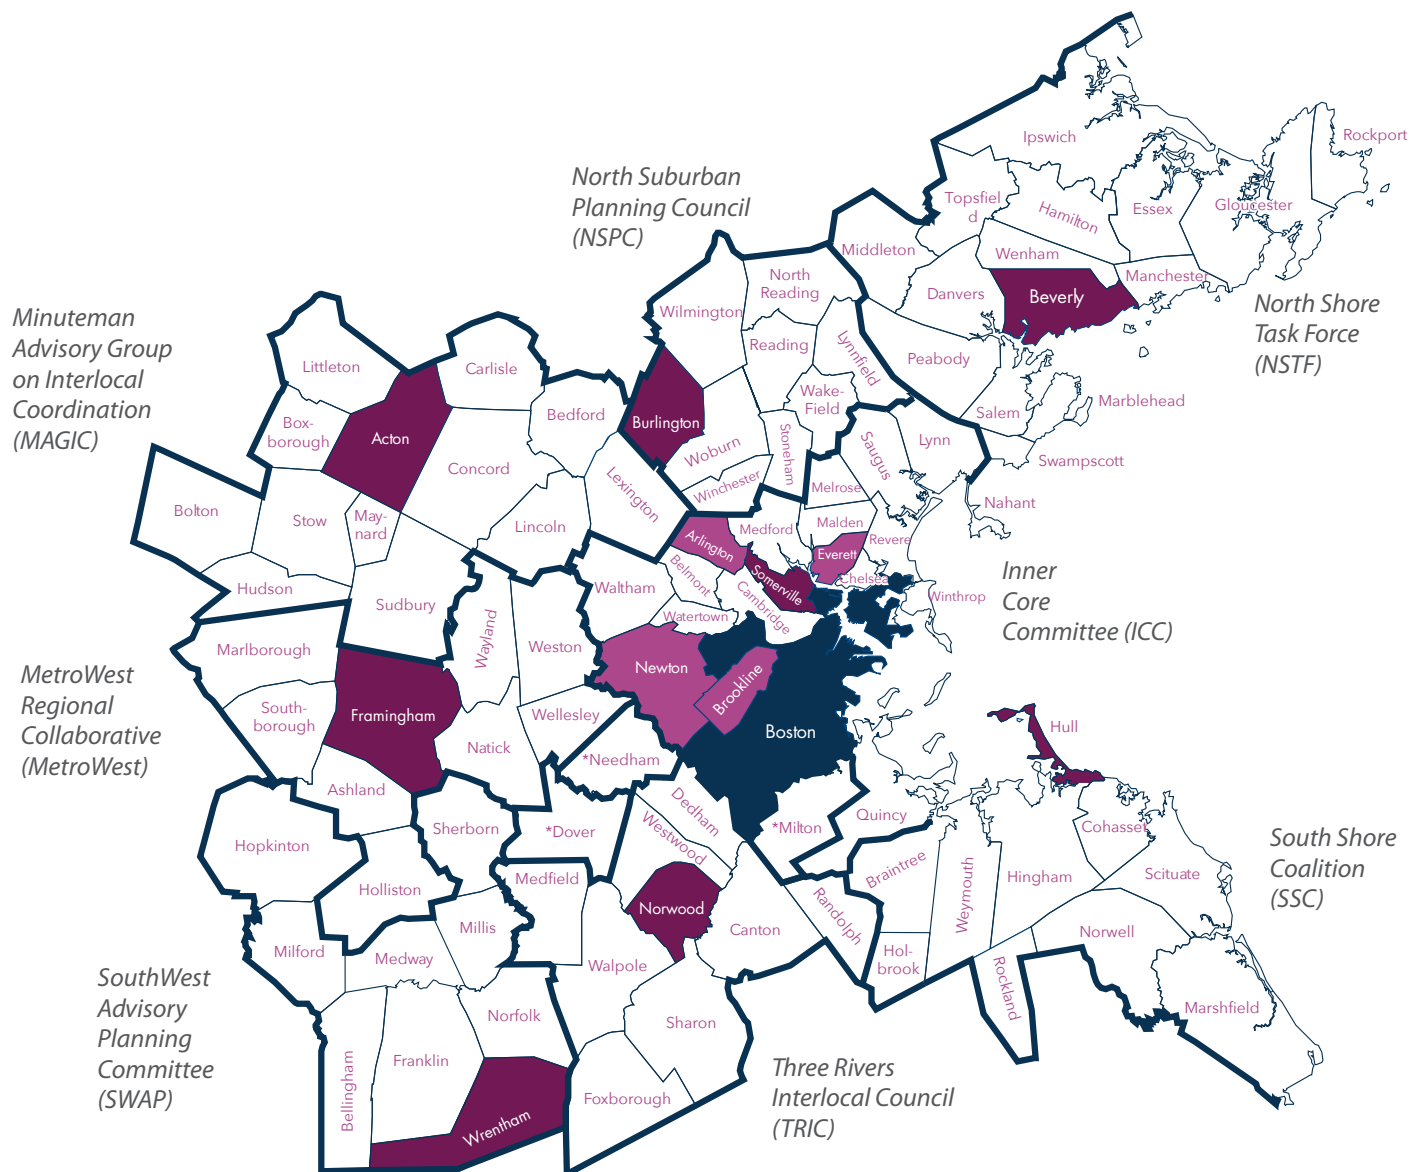 Ipswich
Rockport
North Suburban
Planning Council
(NSPC)
Topsfiel
d
Hamilton
Essex
Gloucester
Middleton
Wenham
North
Reading
Danvers
Beverly
Manchester
North Shore
Task Force
(NSTF)
Minuteman
Advisory Group
on Interlocal
Coordination
(MAGIC)
Wilmington
Reading
Lynnfield
Peabody
Littleton
Carlisle
Wake-
Field
Salem
Marblehead
Box-
borough
Acton
Bedford
Burlington
Woburn
Stoneham
Saugus
Lynn
Swampscott
Concord
Lexington
Winchester
Melrose
Nahant
Bolton
Stow
May-
nard
Lincoln
Arlington
Medford
Malden
Everett
Revere
Chelsea
Hudson
Sudbury
Waltham
Belmont
Somerville
Cambridge
Watertown
Winthrop
Inner
Core
Committee (ICC)
Marlborough
Wayland
Weston
Newton
Brookline
Boston
MetroWest
Regional
Collaborative
(MetroWest)
South-
borough
Framingham
Natick
Wellesley
*Needham
Hull
Ashland
Sherborn
*Dover
Dedham
Westwood
*Milton
Quincy
Cohasset
South Shore
Coalition
(SSC)
Hopkinton
Holliston
Medfield
Norwood
Canton
Randolph
Braintree
Weymouth
Hingham
Scituate
Milford
Medway
Millis
Walpole
Hol-
brook
Rockland
Norwell
SouthWest
Advisory
Planning
Committee
(SWAP)
Bellingham
Franklin
Norfolk
Sharon
Marshfield
Wrentham
Foxborough
Three Rivers
Interlocal Council
(TRIC)